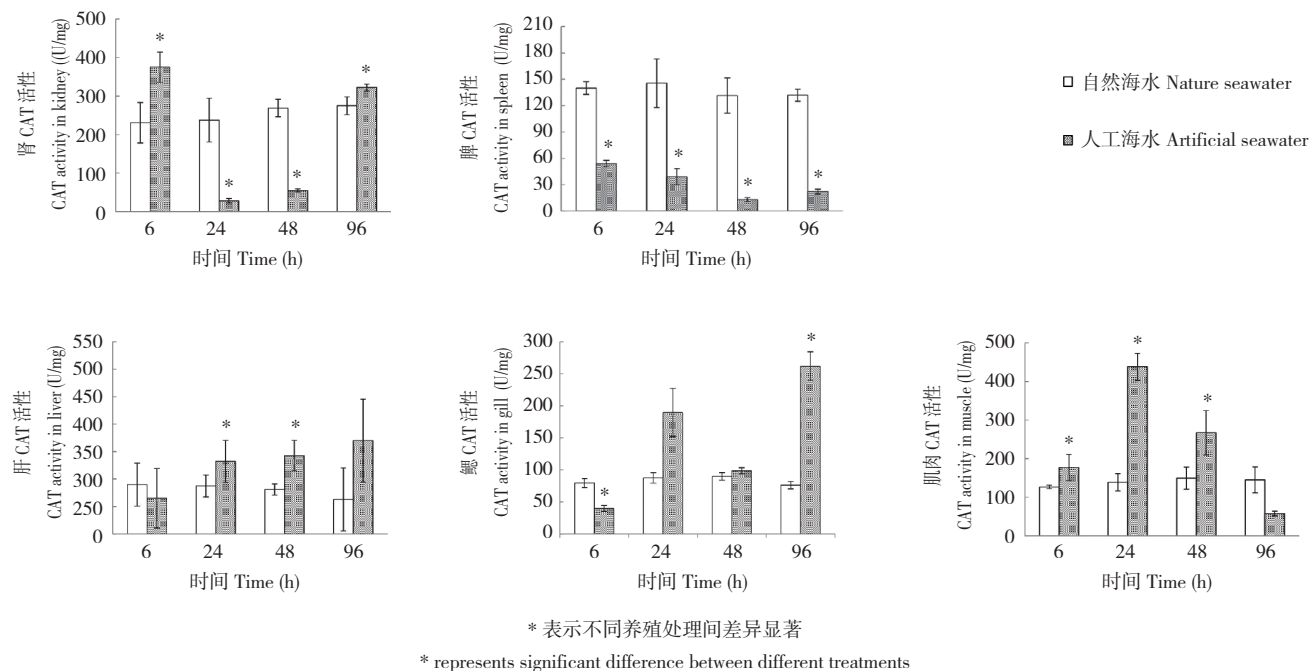 肾 CAT 活性
CAT activity in kidney ((U/mg)
500
400
300
200
100
0
*
*
*
*
6 24 48 96
时间 Time (h)
脾 CAT 活性
CAT activity in spleen (U/mg)
210
180
150
120
90
60
30
0
*
*
*
*
6 24 48 96
时间 Time (h)
自然海水 Nature seawater
人工海水 Artificial seawater
肝 CAT 活性
CAT activity in liver (U/mg)
550
500
450
400
350
300
250
0
*
*
6 24 48 96
时间 Time (h)
鳃 CAT 活性
CAT activity in gill (U/mg)
300
250
200
150
100
50
0
*
*
6 24 48 96
时间 Time (h)
肌肉 CAT 活性
CAT activity in muscle (U/mg)
500
400
300
200
100
0
*
*
*
6 24 48 96
时间 Time (h)
* 表示不同养殖处理间差异显著
* represents significant difference between different treatments